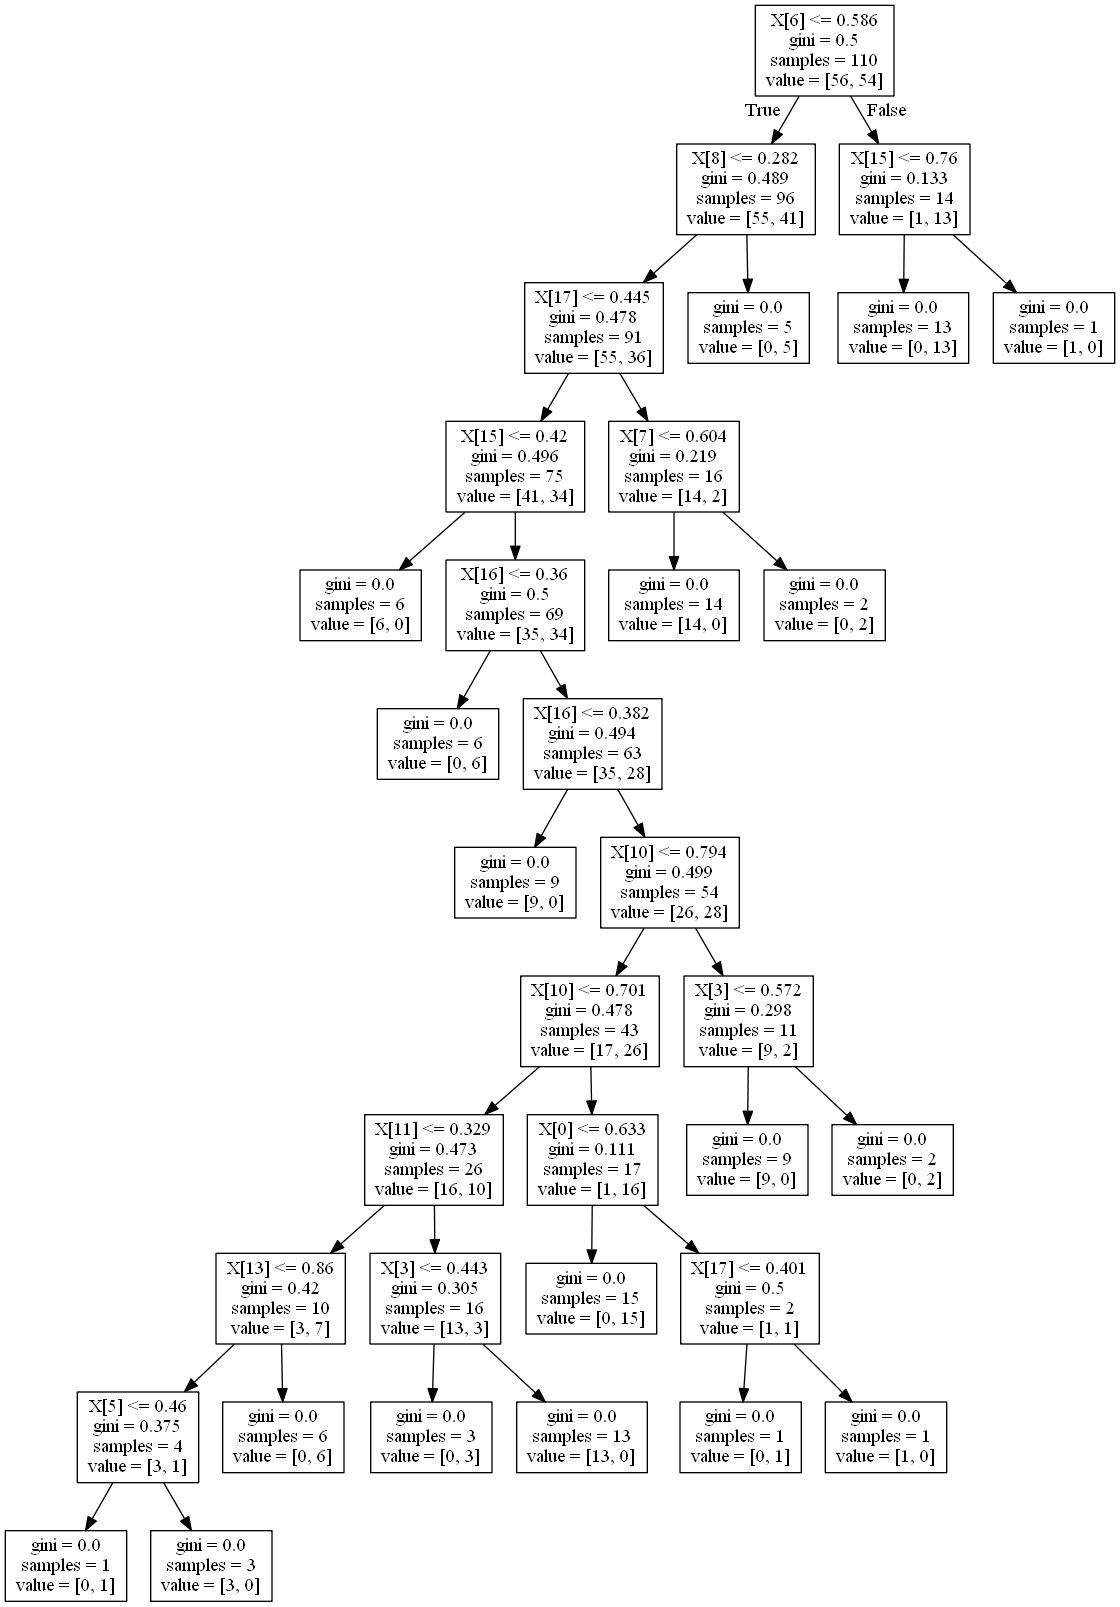 X[6] <= 0.586
gini = 0.5
samples = 110
value = [56, 54]
True
False
X[8] <= 0.282
gini = 0.489
samples = 96
value = [55, 41]
X[15] <= 0.76
gini = 0.133
samples = 14
value = [1, 13]
X[17] <= 0.445
gini = 0.478
samples = 91
value = [55, 36]
gini = 0.0
samples = 5
value = [0, 5]
gini = 0.0
samples = 13
value = [0, 13]
gini = 0.0
samples = 1
value = [1, 0]
X[15] <= 0.42
gini = 0.496
samples = 75
value = [41, 34]
X[7] <= 0.604
gini = 0.219
samples = 16
value = [14, 2]
gini = 0.0
samples = 6
value = [6, 0]
X[16] <= 0.36
gini = 0.5
samples = 69
value = [35, 34]
gini = 0.0
samples = 14
value = [14, 0]
gini = 0.0
samples = 2
value = [0, 2]
gini = 0.0
samples = 6
value = [0, 6]
X[16] <= 0.382
gini = 0.494
samples = 63
value = [35, 28]
gini = 0.0
samples = 9
value = [9, 0]
X[10] <= 0.794
gini = 0.499
samples = 54
value = [26, 28]
X[10] <= 0.701
gini = 0.478
samples = 43
value = [17, 26]
X[3] <= 0.572
gini = 0.298
samples = 11
value = [9, 2]
X[11] <= 0.329
gini = 0.473
samples = 26
value = [16, 10]
X[0] <= 0.633
gini = 0.111
samples = 17
value = [1, 16]
gini = 0.0
samples = 9
value = [9, 0]
gini = 0.0
samples = 2
value = [0, 2]
X[13] <= 0.86
gini = 0.42
samples = 10
value = [3, 7]
X[3] <= 0.443
gini = 0.305
samples = 16
value = [13, 3]
gini = 0.0
samples = 15
value = [0, 15]
X[17] <= 0.401
gini = 0.5
samples = 2
value = [1, 1]
X[5] <= 0.46
gini = 0.375
samples = 4
value = [3, 1]
gini = 0.0
samples = 6
value = [0, 6]
gini = 0.0
samples = 3
value = [0, 3]
gini = 0.0
samples = 13
value = [13, 0]
gini = 0.0
samples = 1
value = [0, 1]
gini = 0.0
samples = 1
value = [1, 0]
gini = 0.0
samples = 1
value = [0, 1]
gini = 0.0
samples = 3
value = [3, 0]